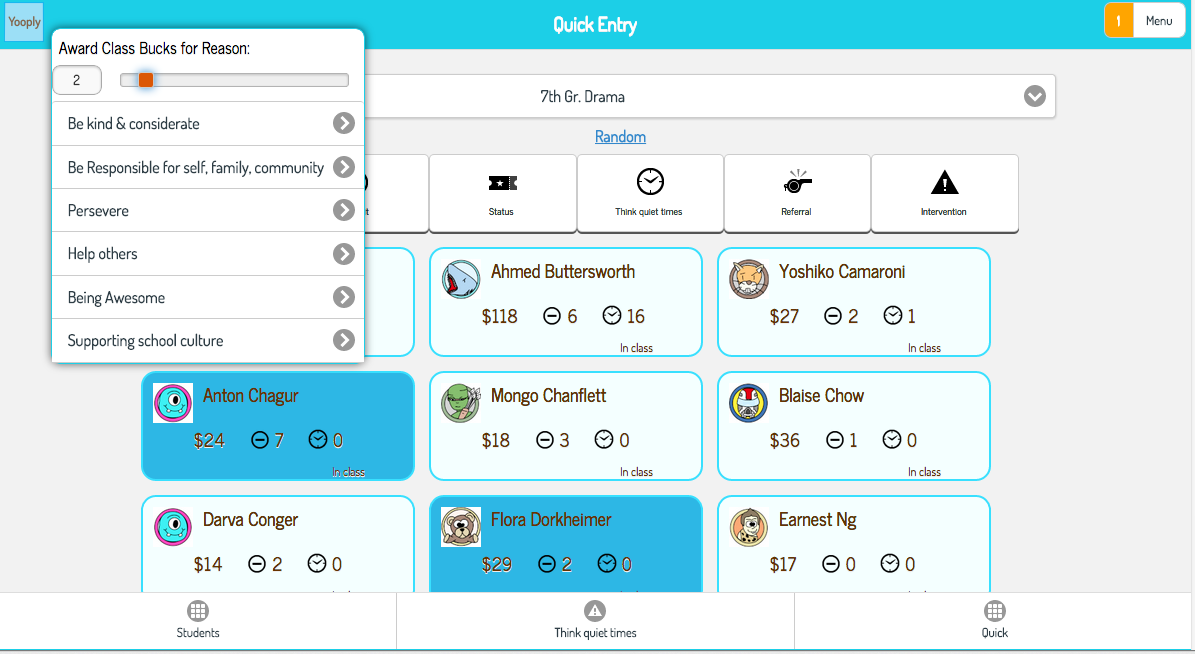 Yooply
Quick Entry
1
Menu
Award Class Bucks for Reason:
2
Be kind & considerate
Be Responsible for self, family, community
Persevere
Help others
Being Awesome
Supporting school culture
7th Gr. Drama
Random
t
Status
Think quiet times
Referral
Intervention
Ahmed Buttersworth
$118 6 16
In class
Yoshiko Camaroni
$27 2 1
In class
Anton Chagur
$24 7 0
In class
Mongo Chanflett
$18 3 0
In class
Blaise Chow
$36 1 0
In class
Darva Conger
$14 2 0
Flora Dorkheimer
$29 2 0
Earnest Ng
$17 0 0
Students
Think quiet times
Quick